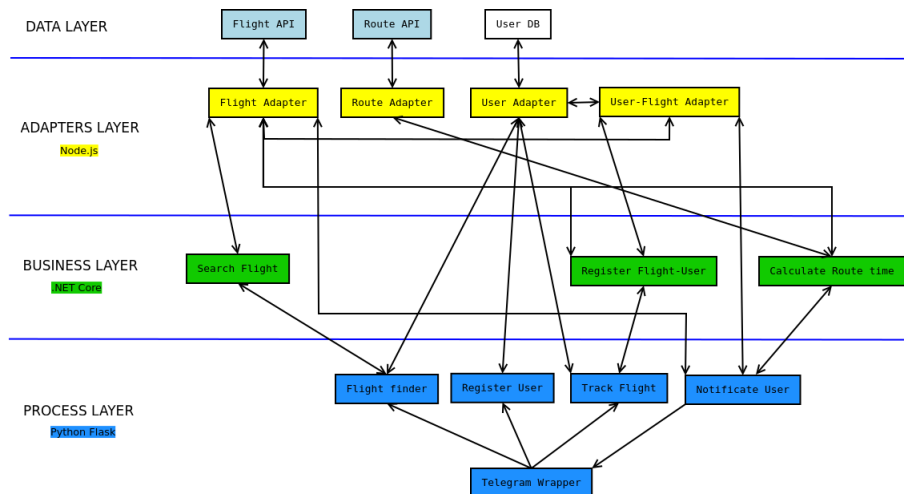 DATA LAYER
Flight API
Route API
User DB
ADAPTERS LAYER
Node.js
Flight Adapter
Route Adapter
User Adapter
User-Flight Adapter
BUSINESS LAYER
.NET Core
Search Flight
Register Flight-User
Calculate Route time
PROCESS LAYER
Python Flask
Flight finder
Register User
Track Flight
Notificate User
Telegram Wrapper